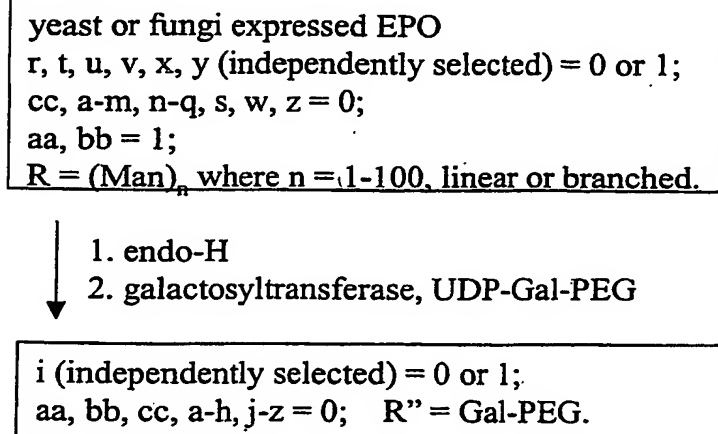 yeast or fungi expressed EPO
r, t, u, v, x, y (independently selected) = 0 or 1;
cc, a-m, n-q, s, w, z = 0;
aa, bb = 1;
R = (Man)n where n = 1-100, linear or branched.
1. endo-H
2. galactosyltransferase, UDP-Gal-PEG
i (independently selected) = 0 or 1;
aa, bb, cc, a-h, j-z = 0; R” = Gal-PEG.